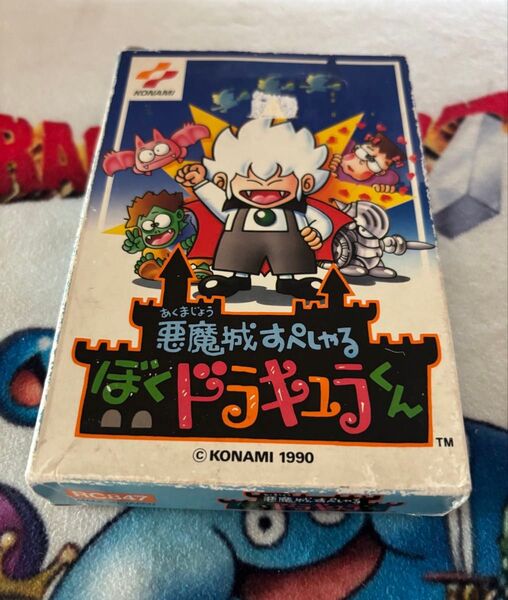 KONAMI
あくまじょう
悪魔城すぺしゃる
ぼくドラキュラくん
TM
© KONAMI 1990
RC847
悪魔城すぺしゃる